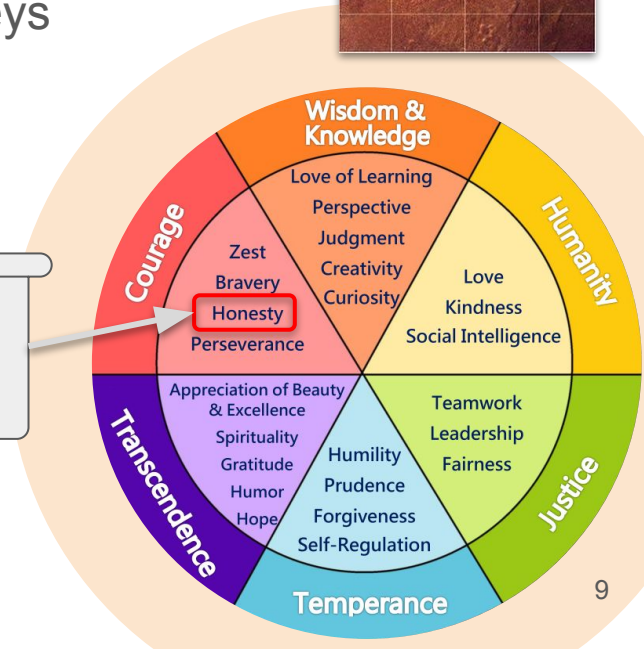 Wisdom &
Knowledge
Love of Learning
Perspective
Judgment
Creativity
Curiosity
Humanity
Love
Kindness
Social Intelligence
Courage
Zest
Bravery
Honesty
Perseverance
Transcendence
Appreciation of Beauty
& Excellence
Spirituality
Gratitude
Humor
Hope
Humility
Prudence
Forgiveness
Self-Regulation
Temperance
Teamwork
Leadership
Fairness
Justice
9